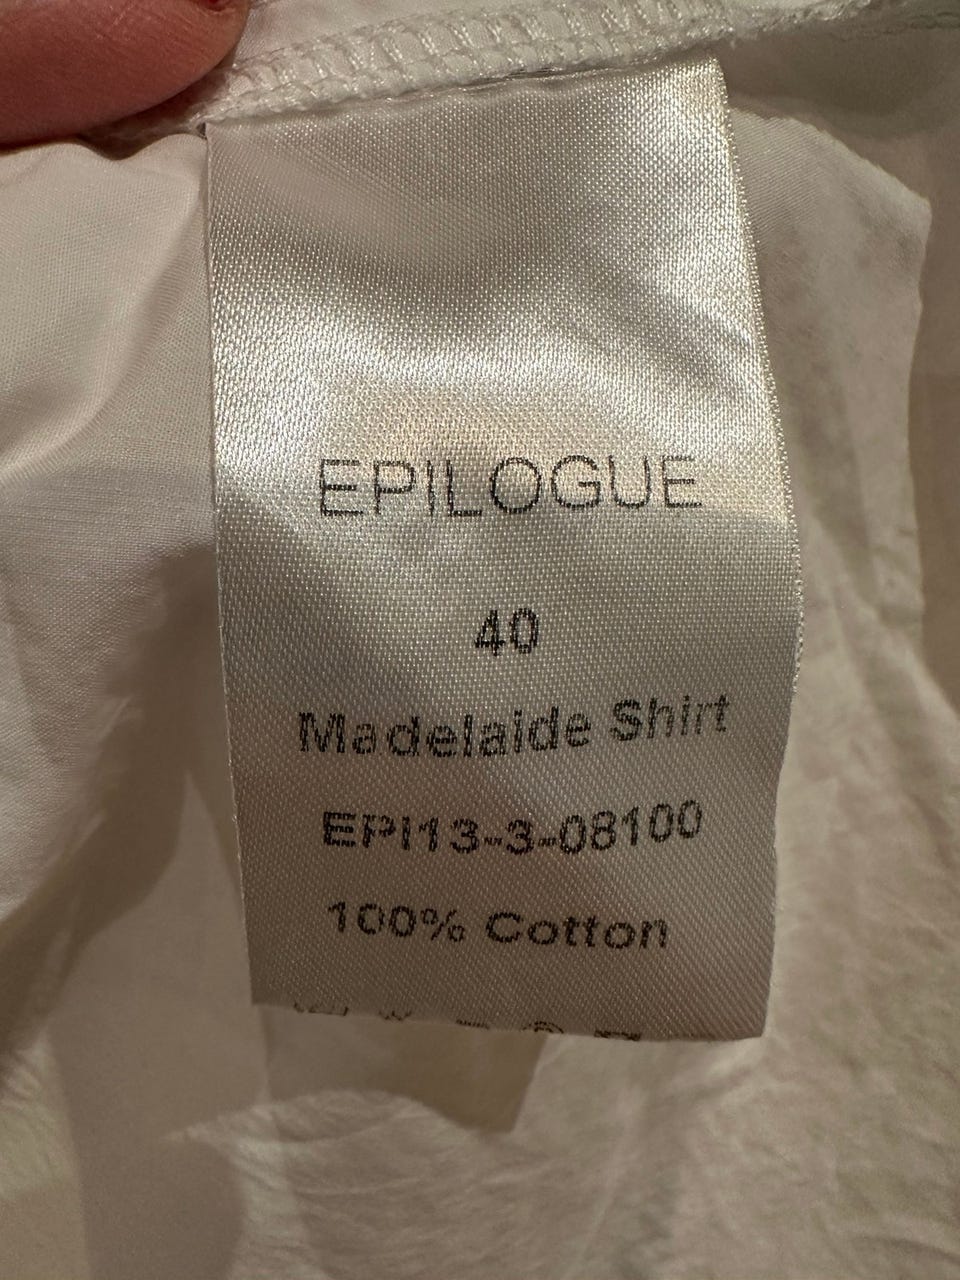 EPILOGUE
40
Madelaide Shirt
EPI13-3-08100
100% Cotton